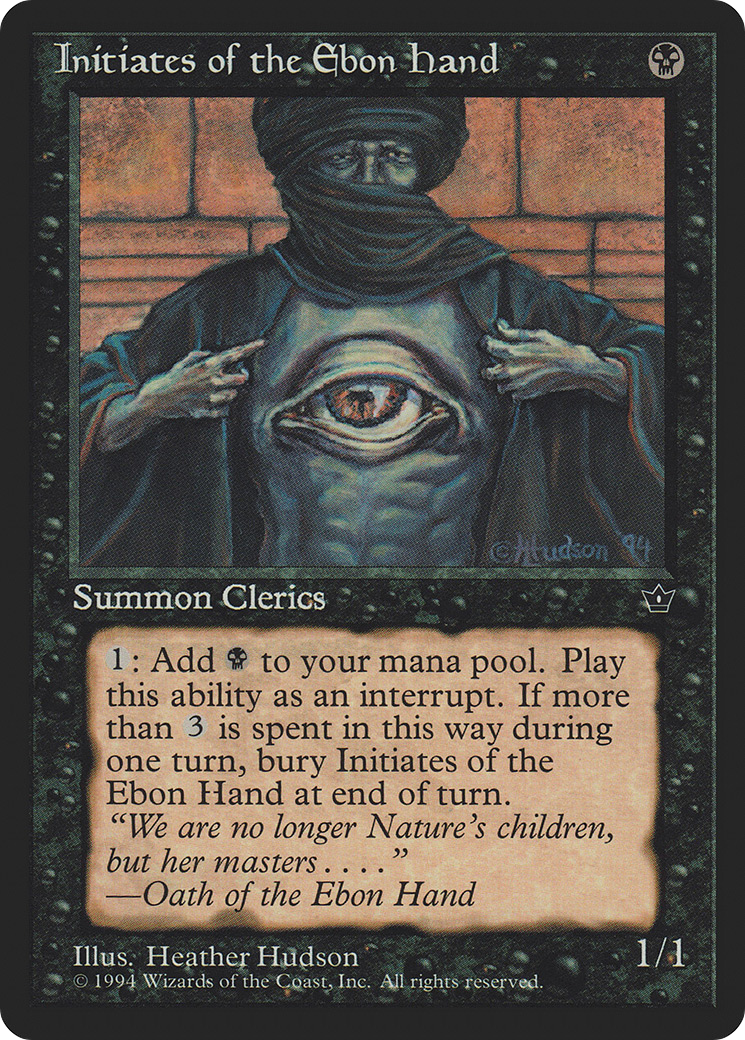 Initiates of the Ebon Hand
© HHudson '94
Summon Clerics
1: Add to your mana pool. Play
this ability as an interrupt. If more
than 3 is spent in this way during
one turn, bury Initiates of the
Ebon Hand at end of turn.
“We are no longer Nature's children,
but her masters . . . .”
—Oath of the Ebon Hand
Illus. Heather Hudson
1/1
© 1994 Wizards of the Coast, Inc. All rights reserved.